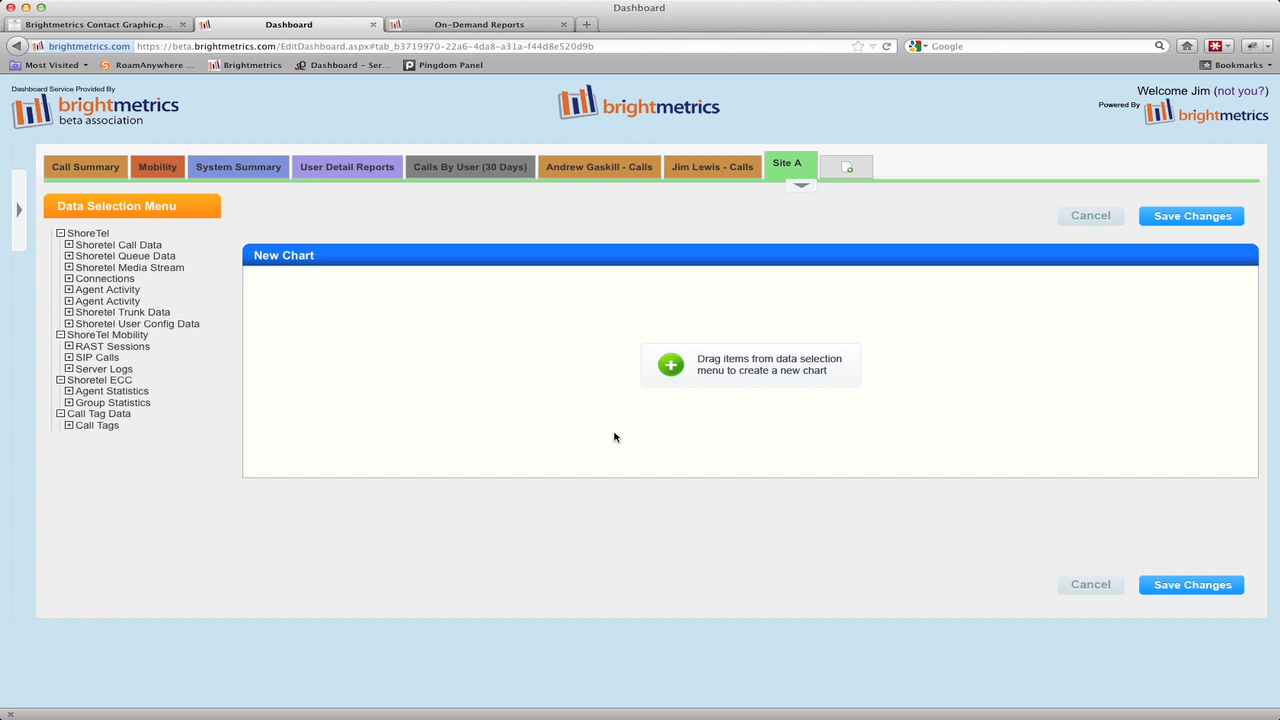 Dashboard
Brightmetrics Contact Graphic.p...
Dashboard
On-Demand Reports
brightmetrics.com
https://beta.brightmetrics.com/EditDashboard.aspx#tab_b3719970-22a6-4da8-a31a-f44d8e520d9b
Google
Most Visited
RoamAnywhere ...
Brightmetrics
Dashboard – Ser...
Pingdom Panel
Bookmarks
Dashboard Service Provided By
brightmetrics
beta association
brightmetrics
Welcome Jim (not you?)
Powered By
brightmetrics
Call Summary
Mobility
System Summary
User Detail Reports
Calls By User (30 Days)
Andrew Gaskill - Calls
Jim Lewis - Calls
Site A
Data Selection Menu
Cancel
Save Changes
ShoreTel
Shoretel Call Data
Shoretel Queue Data
Shoretel Media Stream
Connections
Agent Activity
Agent Activity
Shoretel Trunk Data
Shoretel User Config Data
ShoreTel Mobility
RAST Sessions
SIP Calls
Server Logs
Shoretel ECC
Agent Statistics
Group Statistics
Call Tag Data
Call Tags
New Chart
Drag items from data selection
menu to create a new chart
Cancel
Save Changes